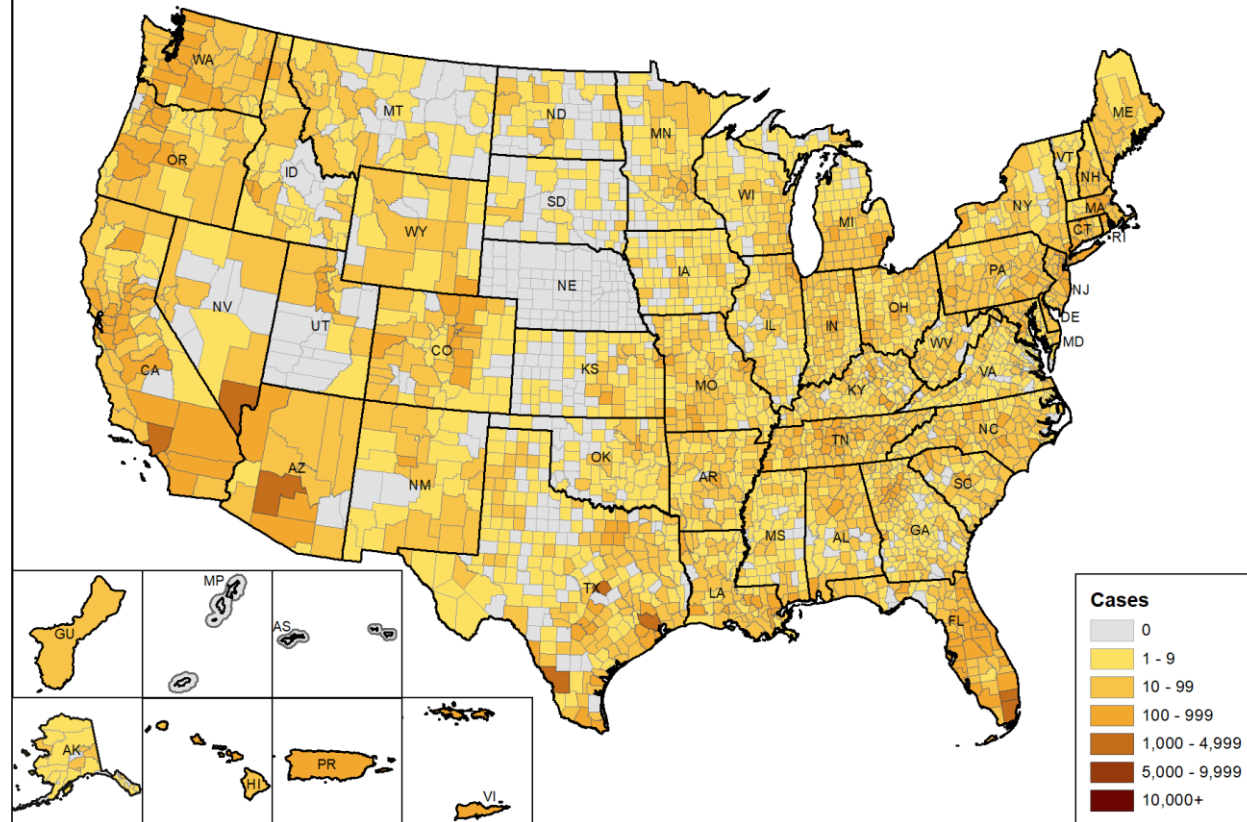 WA
MT
ND
MN
ME
VT
NH
OR
ID
SD
WI
NY
MA
MI
CT
RI
WY
IA
PA
NE
NJ
NV
UT
OH
DE
IL
IN
MD
CO
WV
CA
KS
MO
VA
KY
NC
TN
AZ
OK
NM
AR
SC
MS
AL
GA
TX
LA
FL
MP
GU
AS
AK
HI
PR
VI
Cases
0
1 - 9
10 - 99
100 - 999
1,000 - 4,999
5,000 - 9,999
10,000+